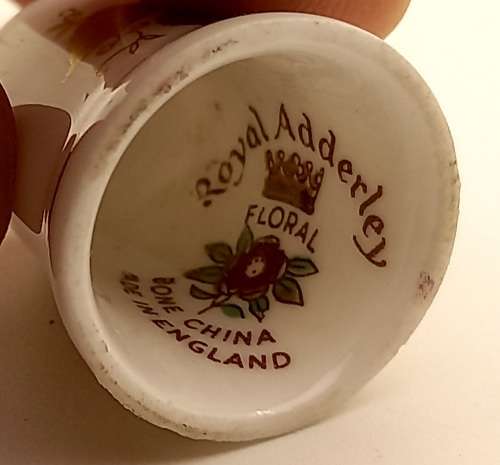 Royal Adderley
FLORAL
BONE CHINA
MADE IN ENGLAND